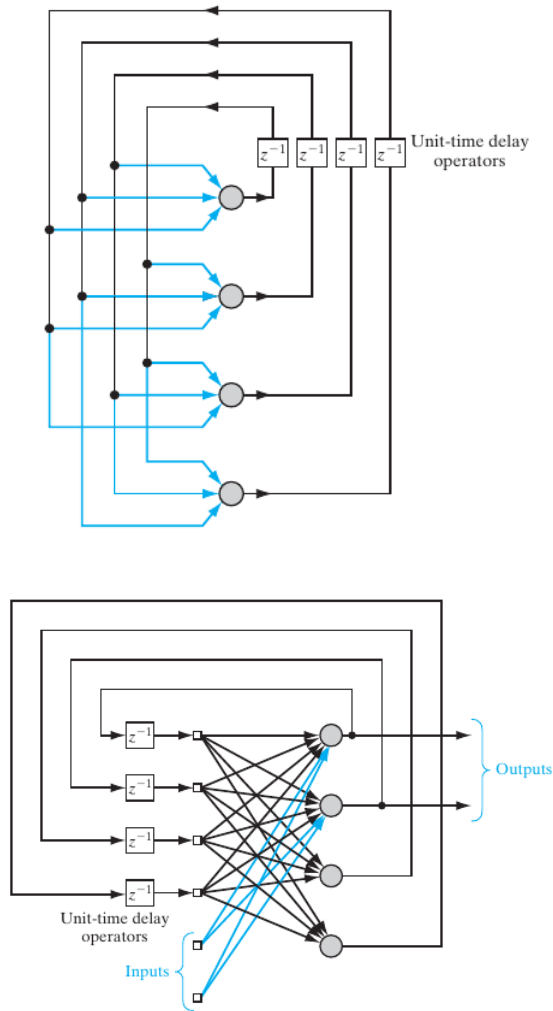 z⁻¹ z⁻¹ z⁻¹ z⁻¹
Unit-time delay
operators
z⁻¹
z⁻¹
Outputs
z⁻¹
z⁻¹
Unit-time delay
operators
Inputs